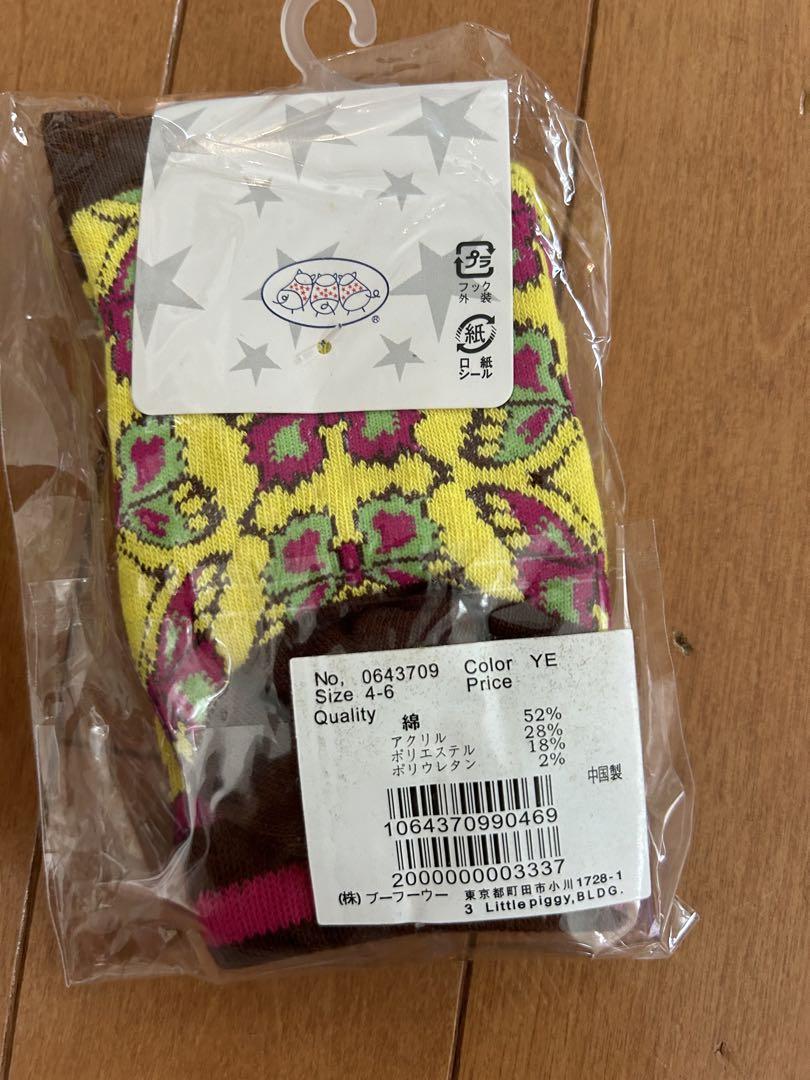 ®
プラ
フック
外装
紙
口紙
シール
No, 0643709 Color YE
Size 4-6 Price
Quality 綿 52%
アクリル 28%
ポリエステル 18%
ポリウレタン 2%
中国製
1064370990469
2000000003337
(株) ブーフーウー 東京都町田市小川1728-1
3 Little piggy,BLDG.